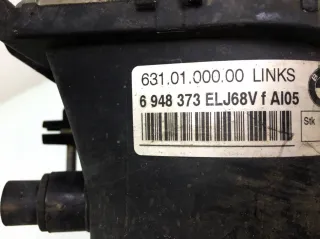 631.01.000.00 LINKS
6 948 373 ELJ68V f AI05
Stk